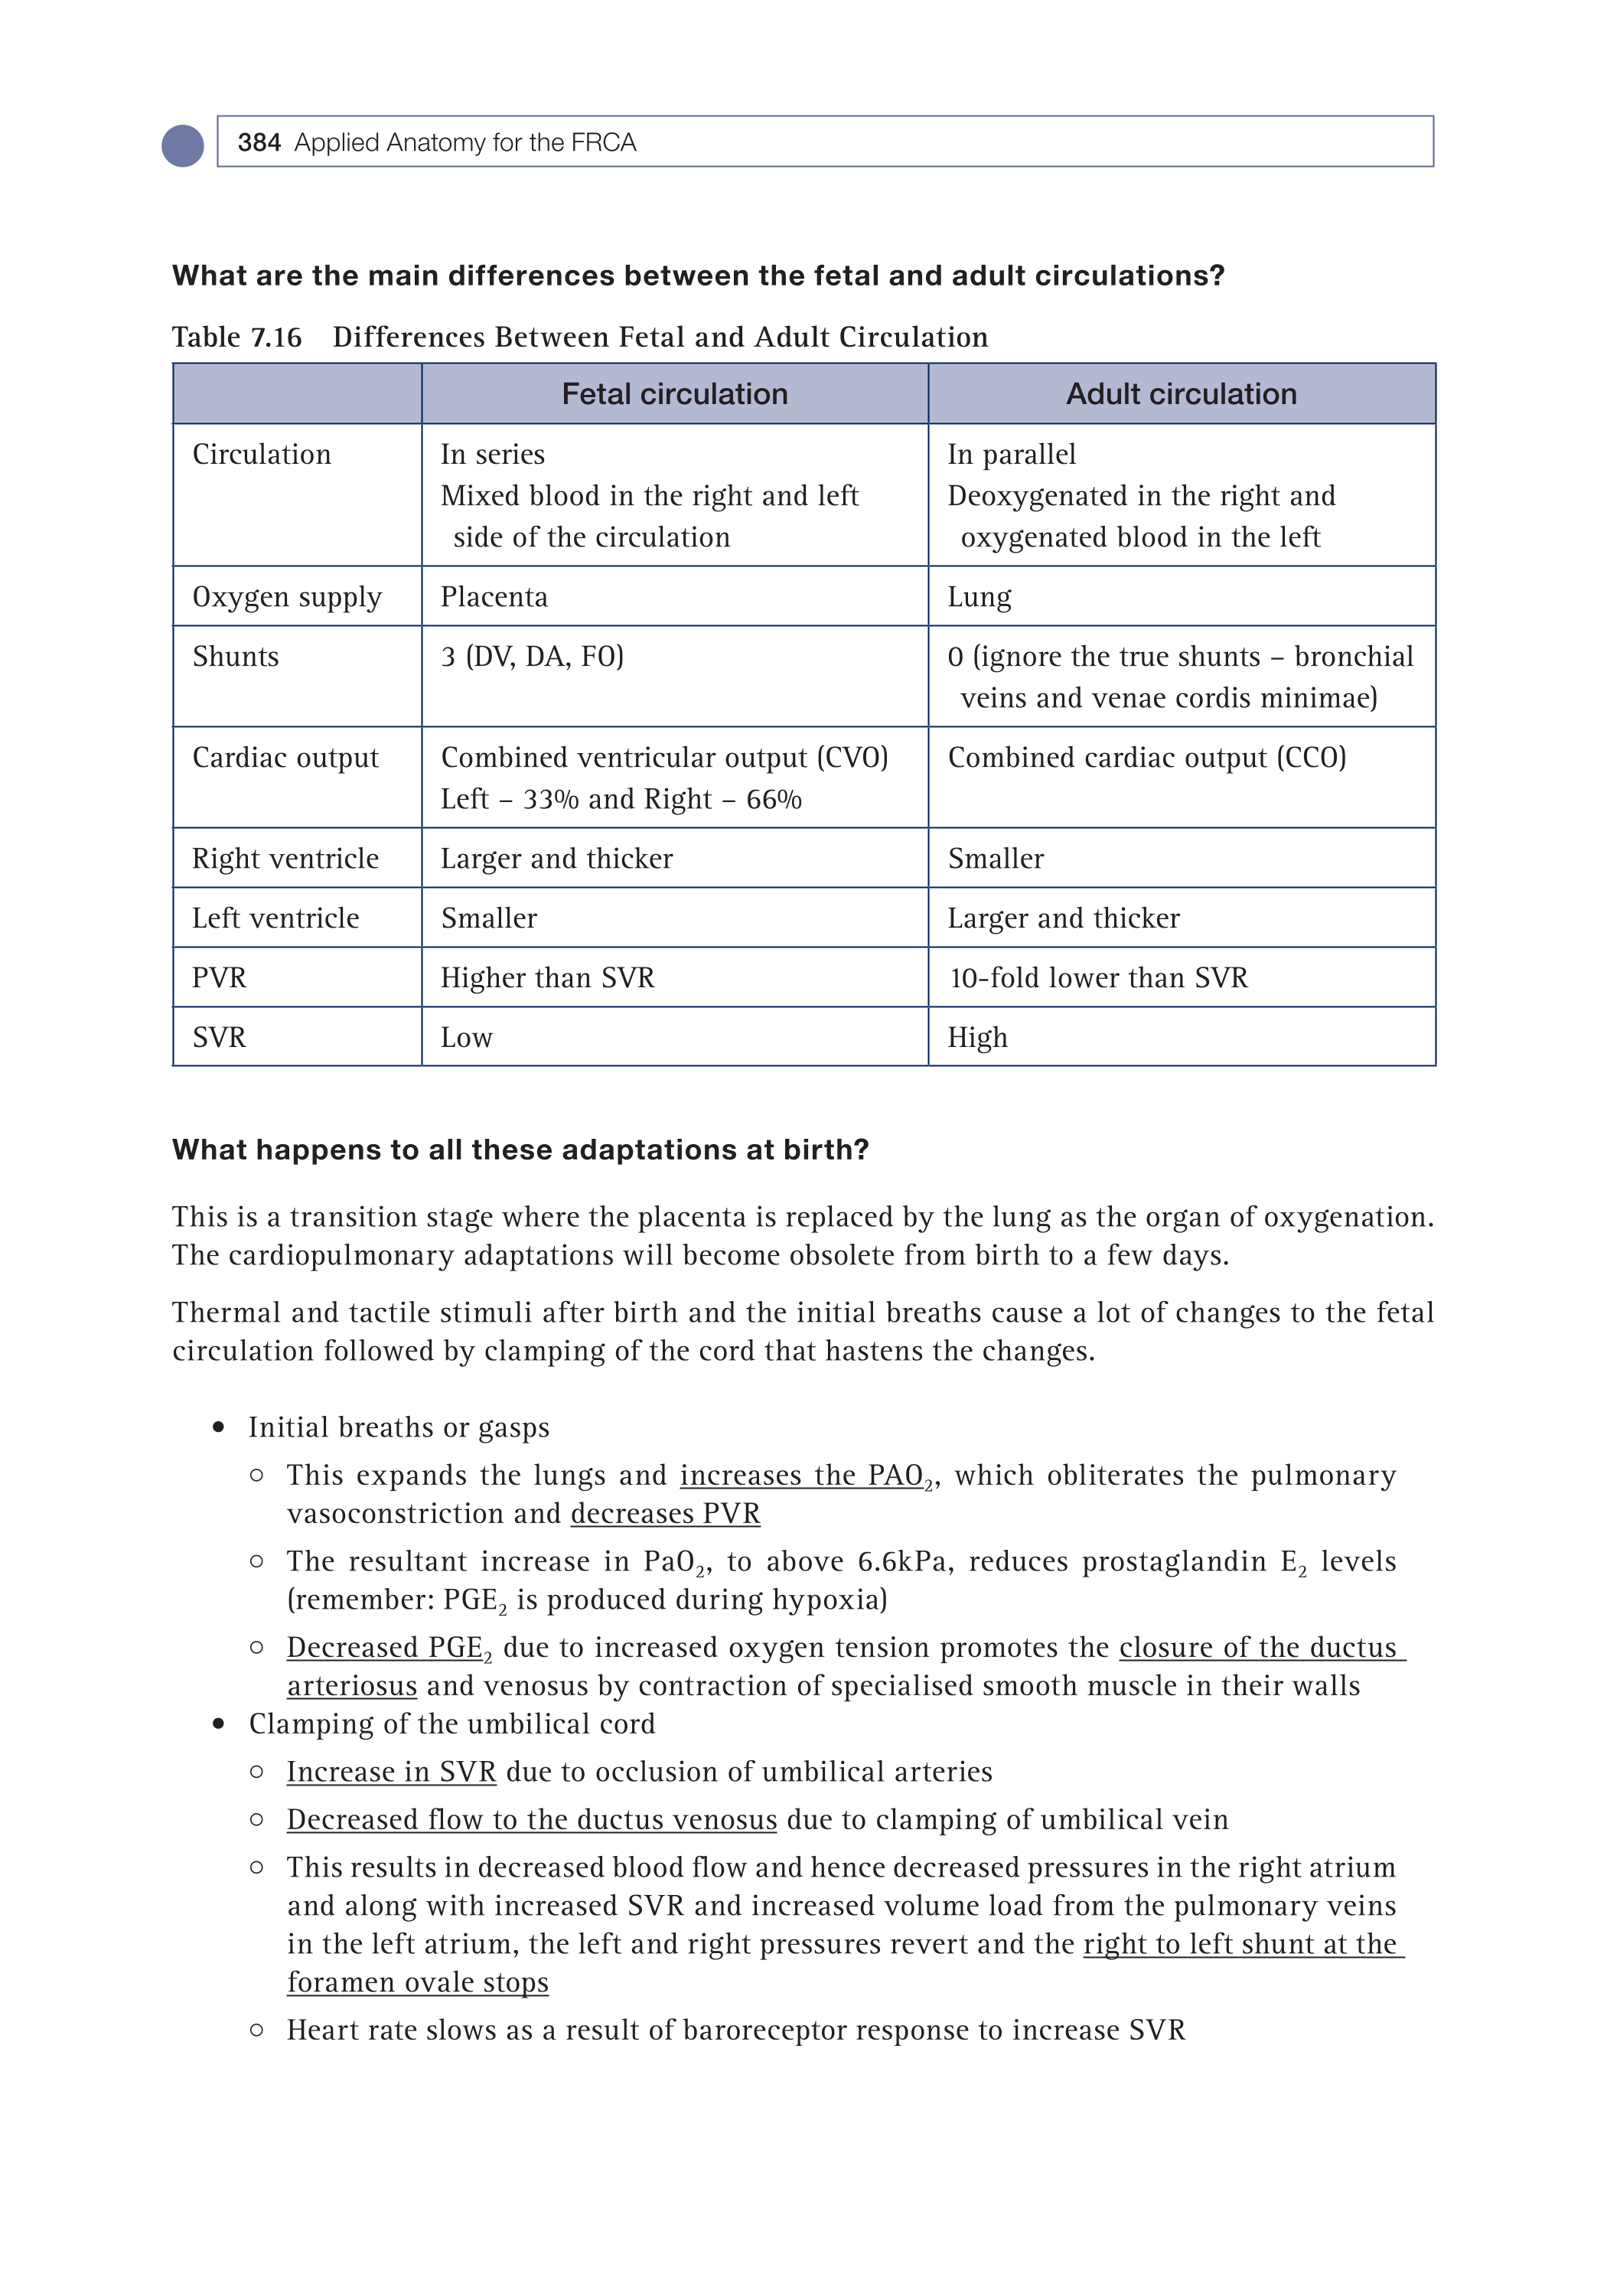 384 Applied Anatomy for the FRCA
What are the main differences between the fetal and adult circulations?
Table 7.16 Differences Between Fetal and Adult Circulation
Fetal circulation Adult circulation
Circulation In series In parallel
Mixed blood in the right and left Deoxygenated in the right and
side of the circulation oxygenated blood in the left
Oxygen supply Placenta Lung
Shunts 3 (DV, DA, FO) 0 (ignore the true shunts – bronchial
veins and venae cordis minimae)
Cardiac output Combined ventricular output (CVO) Combined cardiac output (CCO)
Left – 33% and Right – 66%
Right ventricle Larger and thicker Smaller
Left ventricle Smaller Larger and thicker
PVR Higher than SVR 10-fold lower than SVR
SVR Low High
What happens to all these adaptations at birth?
This is a transition stage where the placenta is replaced by the lung as the organ of oxygenation.
The cardiopulmonary adaptations will become obsolete from birth to a few days.
Thermal and tactile stimuli after birth and the initial breaths cause a lot of changes to the fetal
circulation followed by clamping of the cord that hastens the changes.
• Initial breaths or gasps
○ This expands the lungs and increases the PAO₂, which obliterates the pulmonary
vasoconstriction and decreases PVR
○ The resultant increase in PaO₂, to above 6.6kPa, reduces prostaglandin E₂ levels
(remember: PGE₂ is produced during hypoxia)
○ Decreased PGE₂ due to increased oxygen tension promotes the closure of the ductus
arteriosus and venosus by contraction of specialised smooth muscle in their walls
• Clamping of the umbilical cord
○ Increase in SVR due to occlusion of umbilical arteries
○ Decreased flow to the ductus venosus due to clamping of umbilical vein
○ This results in decreased blood flow and hence decreased pressures in the right atrium
and along with increased SVR and increased volume load from the pulmonary veins
in the left atrium, the left and right pressures revert and the right to left shunt at the
foramen ovale stops
○ Heart rate slows as a result of baroreceptor response to increase SVR